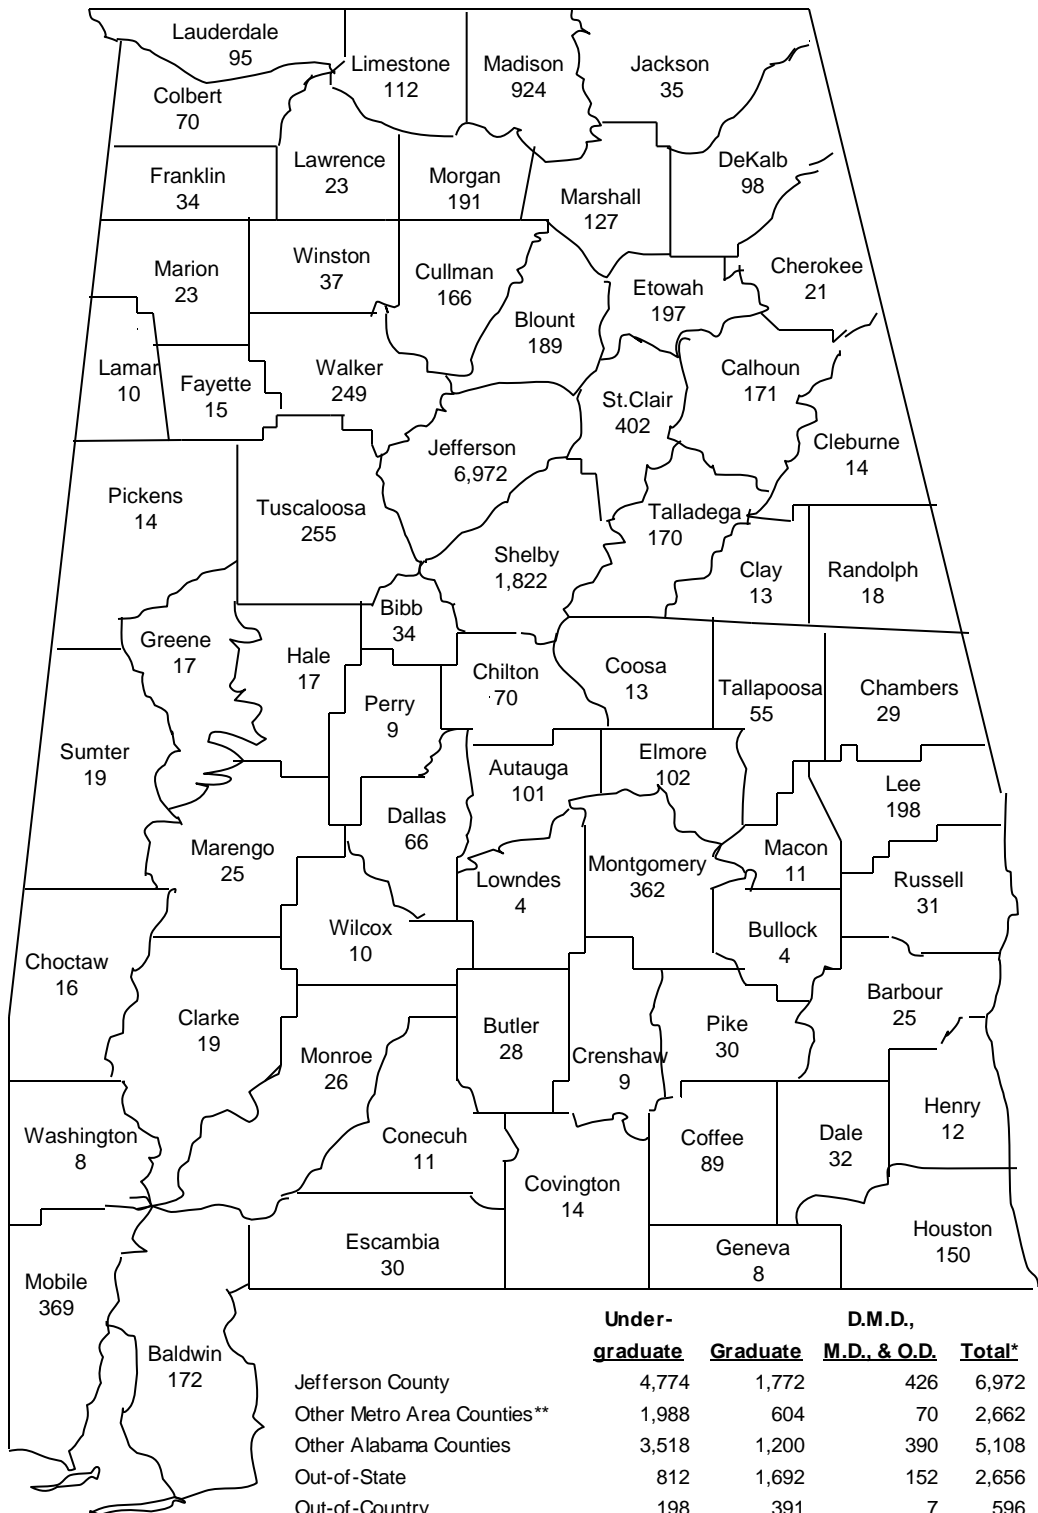 Lauderdale
95
Limestone
112
Madison
924
Jackson
35
Colbert
70
DeKalb
98
Franklin
34
Lawrence
23
Morgan
191
Marshall
127
Marion
23
Winston
37
Cullman
166
Blount
189
Etowah
197
Cherokee
21
Lamar
10
Fayette
15
Walker
249
Jefferson
6,972
St.Clair
402
Calhoun
171
Cleburne
14
Pickens
14
Tuscaloosa
255
Shelby
1,822
Talladega
170
Clay
13
Randolph
18
Greene
17
Hale
17
Bibb
34
Perry
9
Chilton
70
Coosa
13
Tallapoosa
55
Chambers
29
Sumter
19
Marengo
25
Dallas
66
Autauga
101
Elmore
102
Lee
198
Lowndes
4
Montgomery
362
Macon
11
Russell
31
Bullock
4
Choctaw
16
Wilcox
10
Clarke
19
Monroe
26
Butler
28
Crenshaw
9
Pike
30
Barbour
25
Washington
8
Conecuh
11
Covington
14
Coffee
89
Dale
32
Henry
12
Houston
150
Geneva
8
Escambia
30
Mobile
369
Baldwin
172
Under- D.M.D.,
graduate Graduate M.D., & O.D. Total*
Jefferson County 4,774 1,772 426 6,972
Other Metro Area Counties** 1,988 604 70 2,662
Other Alabama Counties 3,518 1,200 390 5,108
Out-of-State 812 1,692 152 2,656
Out-of-Country 198 391 7 596